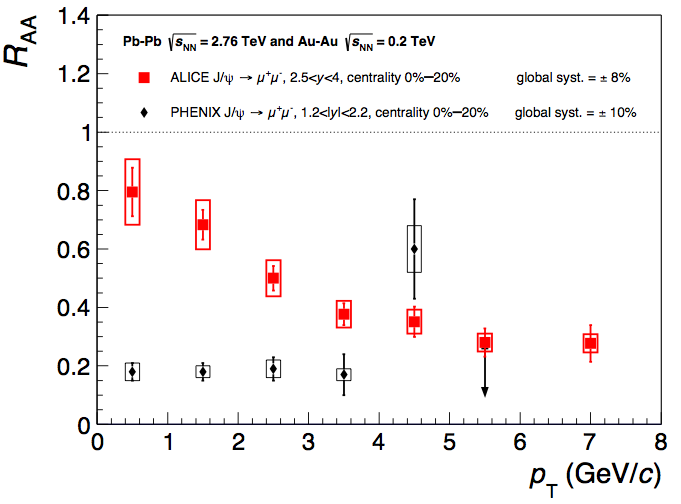 R_AA
1.4
1.2
1
0.8
0.6
0.4
0.2
0
Pb-Pb √s_NN = 2.76 TeV and Au-Au √s_NN = 0.2 TeV
ALICE J/ψ → μ⁺μ⁻, 2.5<y<4, centrality 0%−20% global syst. = ± 8%
PHENIX J/ψ → μ⁺μ⁻, 1.2<|y|<2.2, centrality 0%−20% global syst. = ± 10%
0 1 2 3 4 5 6 7 8
p_T (GeV/c)